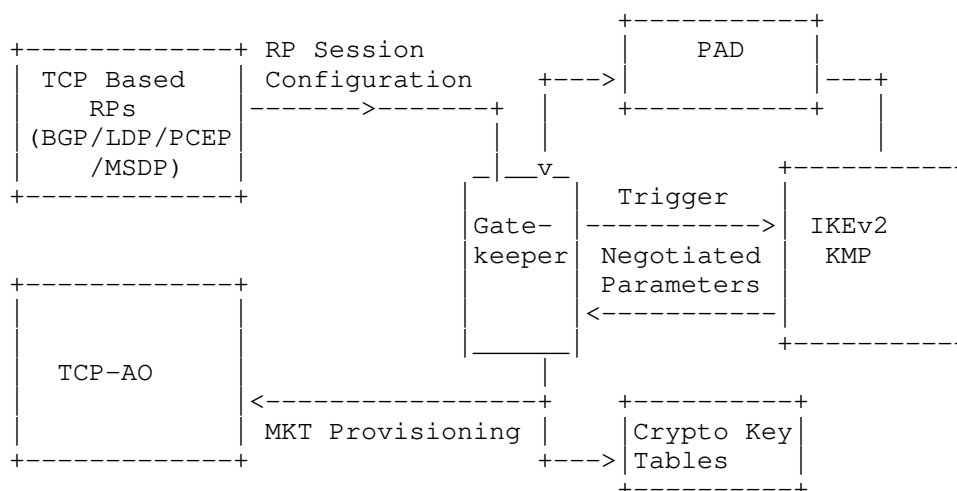 PAD
RP Session
Configuration
TCP Based
RPs
(BGP/LDP/PCEP
/MSDP)
Trigger
Gate-
keeper
IKEv2
KMP
Negotiated
Parameters
TCP-AO
MKT Provisioning
Crypto Key
Tables